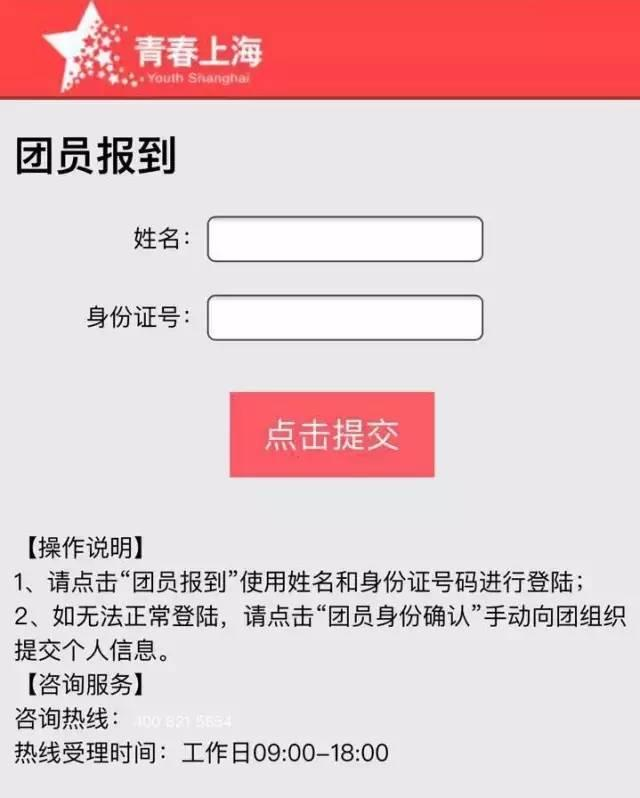 青春上海
Youth Shanghai
团员报到
姓名：
身份证号：
点击提交
【操作说明】
1、请点击“团员报到”使用姓名和身份证号码进行登陆；
2、如无法正常登陆，请点击“团员身份确认”手动向团组织
提交个人信息。
【咨询服务】
咨询热线：
热线受理时间：工作日09:00-18:00